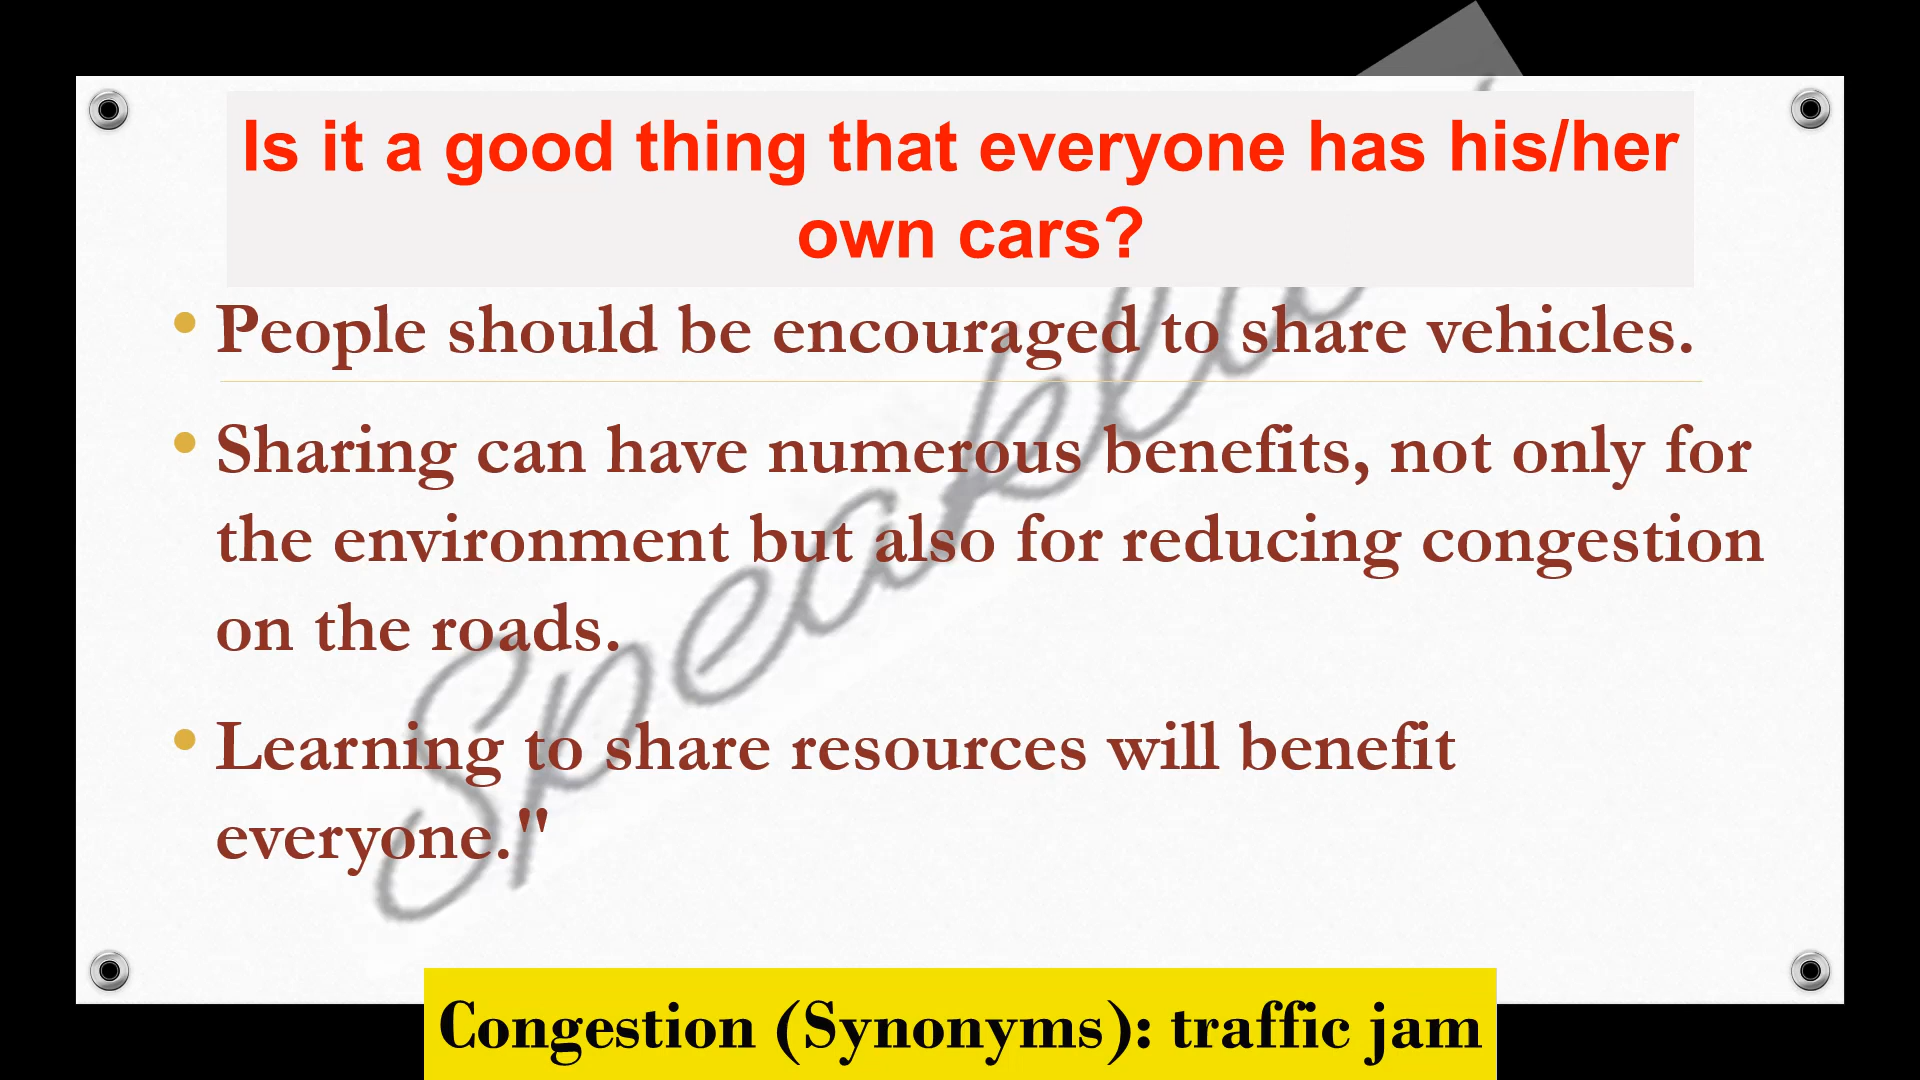 Is it a good thing that everyone has his/her
own cars?
• People should be encouraged to share vehicles.
• Sharing can have numerous benefits, not only for
the environment but also for reducing congestion
on the roads.
• Learning to share resources will benefit
everyone."
Congestion (Synonyms): traffic jam